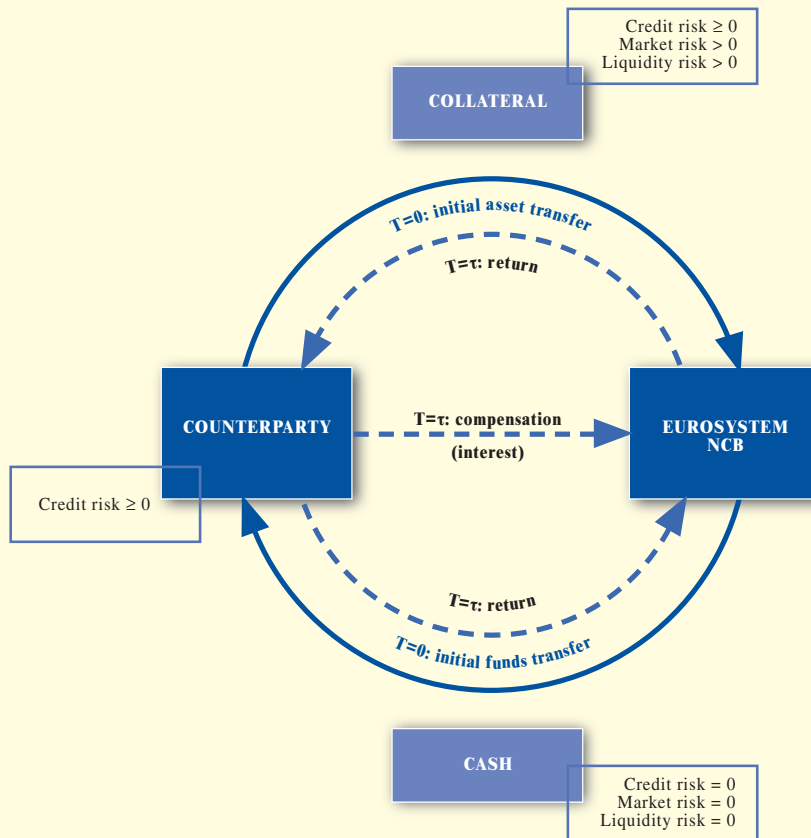 Credit risk ≥ 0
Market risk > 0
Liquidity risk > 0
COLLATERAL
T=0: initial asset transfer
T=τ: return
COUNTERPARTY
T=τ: compensation
(interest)
EUROSYSTEM
NCB
Credit risk ≥ 0
T=τ: return
T=0: initial funds transfer
CASH
Credit risk = 0
Market risk = 0
Liquidity risk = 0